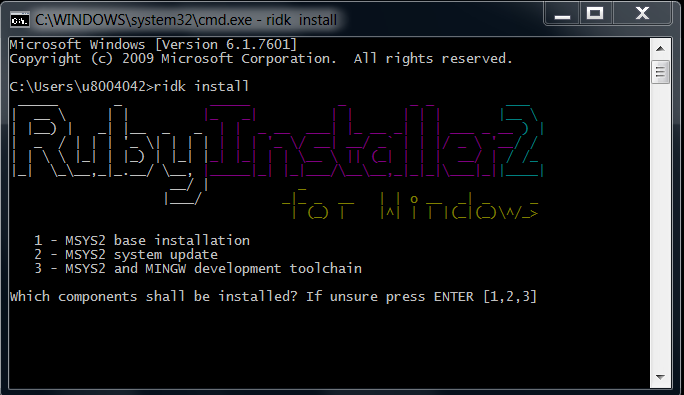 C:\WINDOWS\system32\cmd.exe - ridk  install
Microsoft Windows [Version 6.1.7601]
Copyright (c) 2009 Microsoft Corporation.  All rights reserved.
C:\Users\u8004042>ridk install
RubyInstaller2
for Windows
1 - MSYS2 base installation
2 - MSYS2 system update
3 - MSYS2 and MINGW development toolchain
Which components shall be installed? If unsure press ENTER [1,2,3]